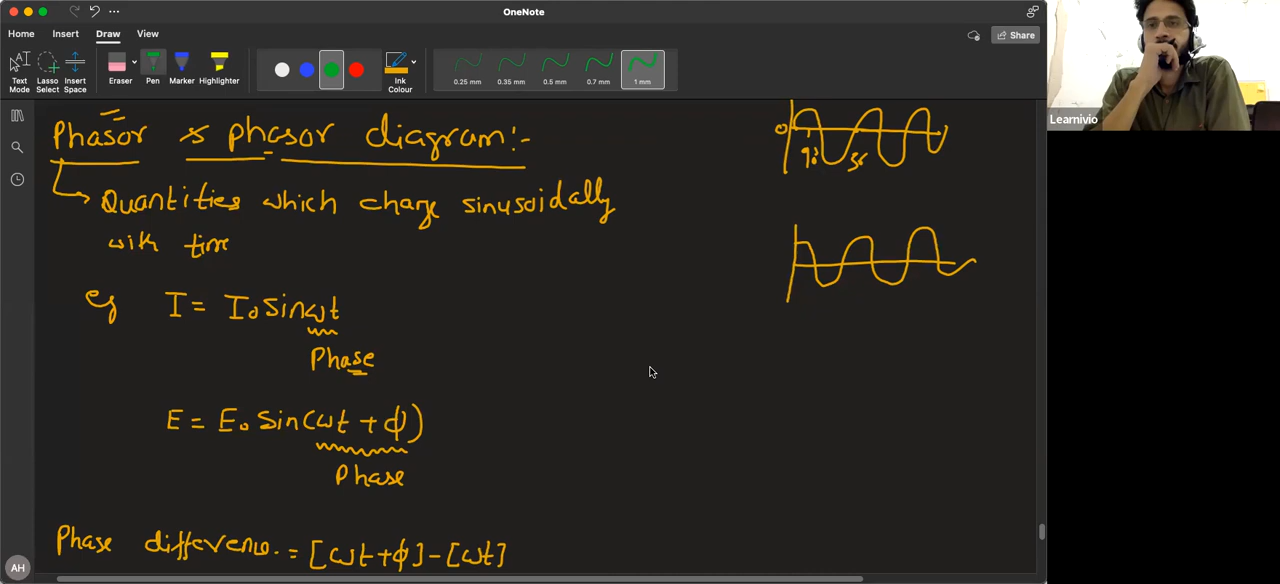 OneNote
Home Insert Draw View
Share
Text Mode
Lasso Select
Insert Space
Eraser
Pen
Marker
Highlighter
Ink Colour
0.25 mm
0.35 mm
0.5 mm
0.7 mm
1 mm
Learnivio
Phasor & phasor diagram:-
Quantities which change sinusoidally
with time
eg I = I₀ sinωt
Phase
E = E₀ sin(ωt + ϕ)
Phase
Phase difference = [ωt+ϕ] - [ωt]
0
90
AH